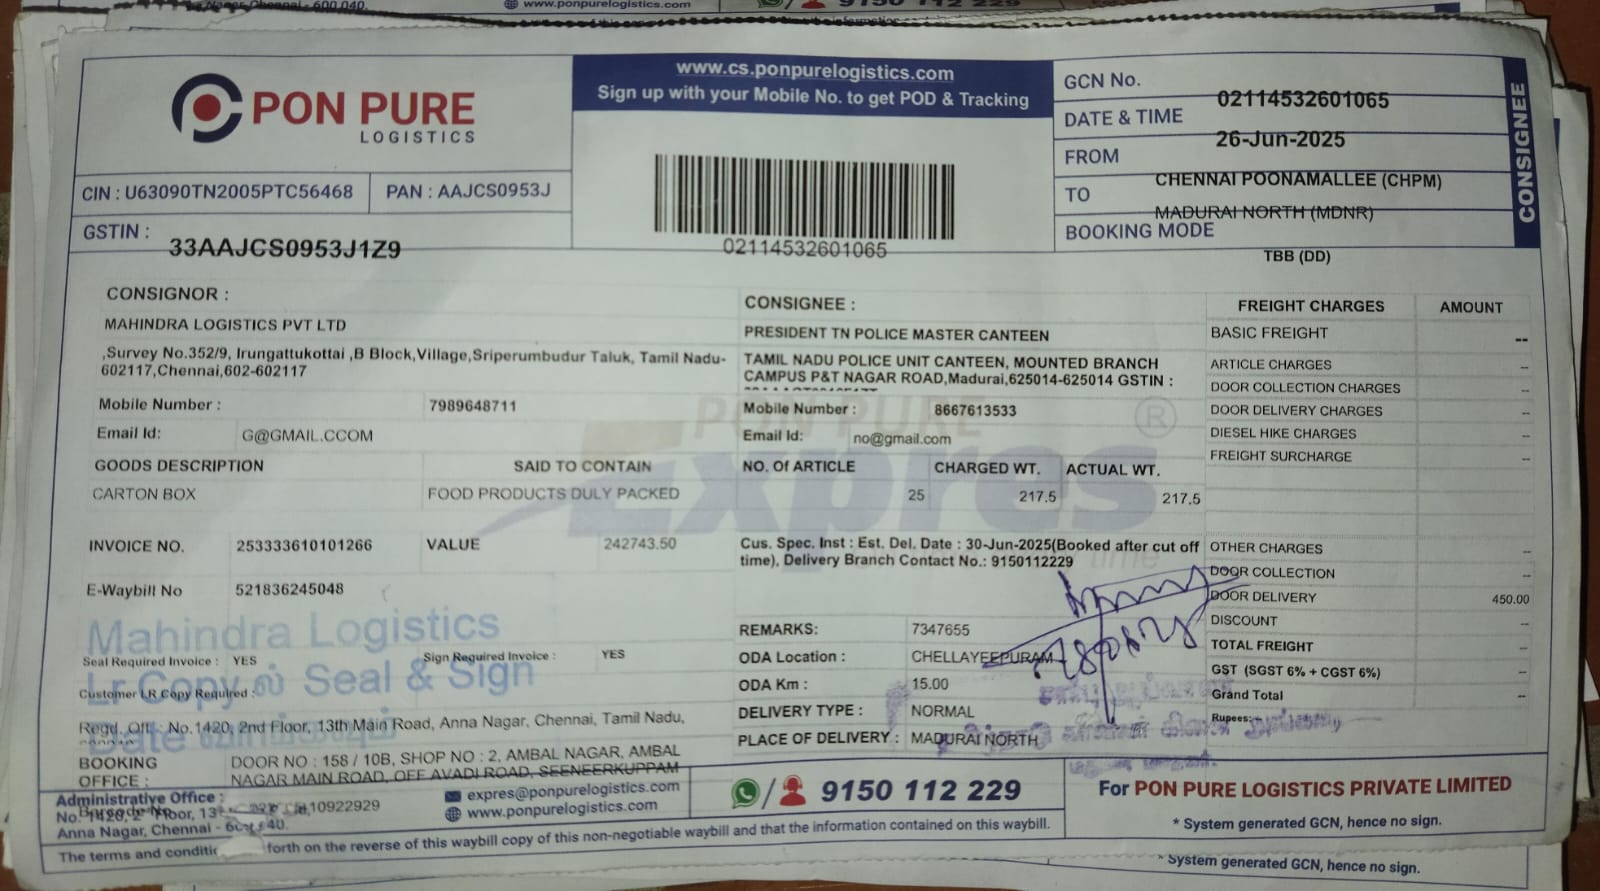 www.ponpurelogistics.com
PON PURE
LOGISTICS
CIN : U63090TN2005PTC56468
PAN : AAJCS0953J
GSTIN :
33AAJCS0953J1Z9
www.cs.ponpurelogistics.com
Sign up with your Mobile No. to get POD & Tracking
02114532601065
GCN No.
02114532601065
DATE & TIME
26-Jun-2025
FROM
CHENNAI POONAMALLEE (CHPM)
TO
MADURAI NORTH (MDNR)
BOOKING MODE
TBB (DD)
CONSIGNEE
CONSIGNOR :
MAHINDRA LOGISTICS PVT LTD
,Survey No.352/9, Irungattukottai ,B Block,Village,Sriperumbudur Taluk, Tamil Nadu-
602117,Chennai,602-602117
Mobile Number : 7989648711
Email Id: G@GMAIL.CCOM
GOODS DESCRIPTION SAID TO CONTAIN
CARTON BOX FOOD PRODUCTS DULY PACKED
INVOICE NO. 253333610101266 VALUE 242743.50
E-Waybill No 521836245048
Mahindra Logistics
Seal Required Invoice : YES Sign Required Invoice : YES
Lr Copy ல் Seal & Sign
Customer LR Copy Required :
Date
Regd. Off. : No.1420, 2nd Floor, 13th Main Road, Anna Nagar, Chennai, Tamil Nadu,
BOOKING OFFICE : DOOR NO : 158 / 10B, SHOP NO : 2, AMBAL NAGAR, AMBAL
NAGAR MAIN ROAD, OFF AVADI ROAD, SEENEERKUPPAM
CONSIGNEE :
PRESIDENT TN POLICE MASTER CANTEEN
TAMIL NADU POLICE UNIT CANTEEN, MOUNTED BRANCH
CAMPUS P&T NAGAR ROAD,Madurai,625014-625014 GSTIN :
PON PURE
Expres
®
Mobile Number : 8667613533
Email Id: no@gmail.com
NO. Of ARTICLE CHARGED WT. ACTUAL WT.
25 217.5 217.5
Cus. Spec. Inst : Est. Del. Date : 30-Jun-2025(Booked after cut off
time), Delivery Branch Contact No.: 9150112229
REMARKS: 7347655
ODA Location : CHELLAYEEPURAM
ODA Km : 15.00
DELIVERY TYPE : NORMAL
PLACE OF DELIVERY : MADURAI NORTH
FREIGHT CHARGES AMOUNT
BASIC FREIGHT --
ARTICLE CHARGES --
DOOR COLLECTION CHARGES --
DOOR DELIVERY CHARGES --
DIESEL HIKE CHARGES --
FREIGHT SURCHARGE --
OTHER CHARGES --
DOOR COLLECTION --
DOOR DELIVERY 450.00
DISCOUNT --
TOTAL FREIGHT --
GST (SGST 6% + CGST 6%) --
Grand Total --
Rupees:--
Administrative Office :
No. 1420, 2 Floor, 13
Anna Nagar, Chennai -
10922929
expres@ponpurelogistics.com
www.ponpurelogistics.com
/ 9150 112 229
For PON PURE LOGISTICS PRIVATE LIMITED
* System generated GCN, hence no sign.
The terms and conditi forth on the reverse of this waybill copy of this non-negotiable waybill and that the information contained on this waybill.
* System generated GCN, hence no sign.